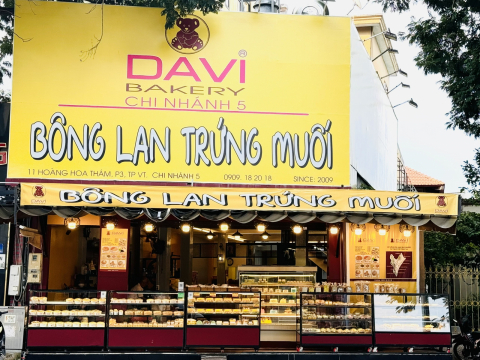 DAVI®
BAKERY
CHI NHÁNH 5
BÔNG LAN TRỨNG MUỐI
11 HOÀNG HOA THÁM, P3, TP VT. CHI NHÁNH 5 0909. 18 20 18 SINCE: 2009
BÔNG LAN TRỨNG MUỐI